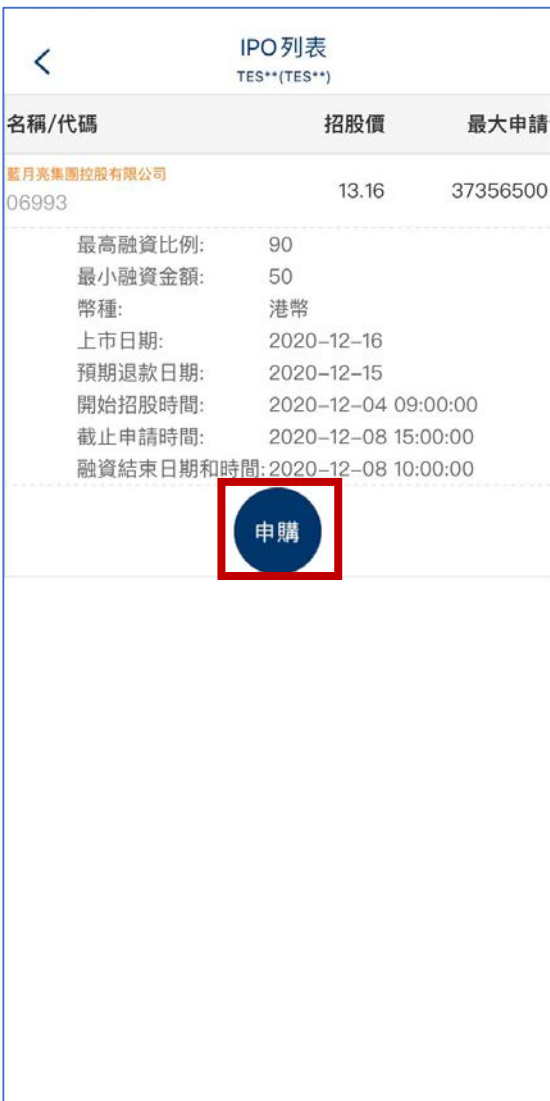 IPO列表
TES**(TES**)
名稱/代碼 招股價 最大申請
藍月亮集團控股有限公司
06993 13.16 37356500
最高融資比例: 90
最小融資金額: 50
幣種: 港幣
上市日期: 2020-12-16
預期退款日期: 2020-12-15
開始招股時間: 2020-12-04 09:00:00
截止申請時間: 2020-12-08 15:00:00
融資結束日期和時間: 2020-12-08 10:00:00
申購